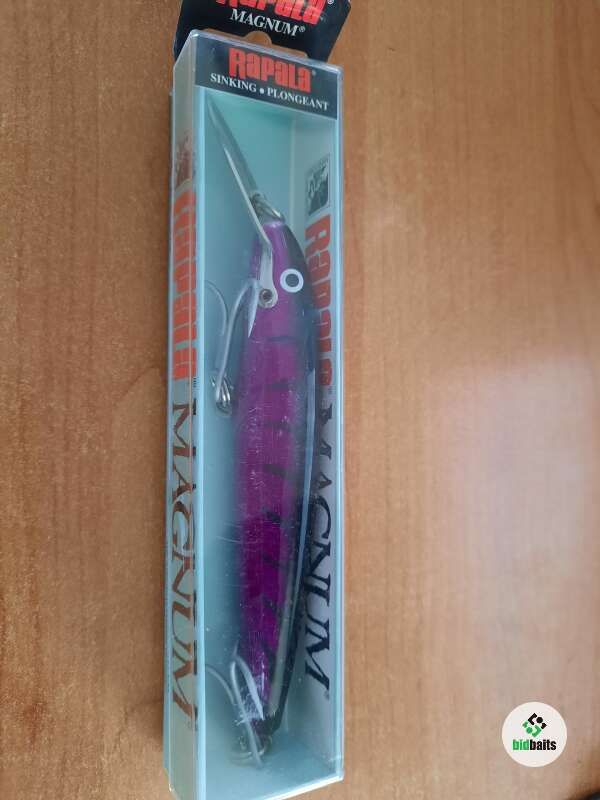 Rapala
MAGNUM®
Rapala®
SINKING • PLONGEANT
Rapala
MAGNUM
Rapala
MAGNUM
bidbaits